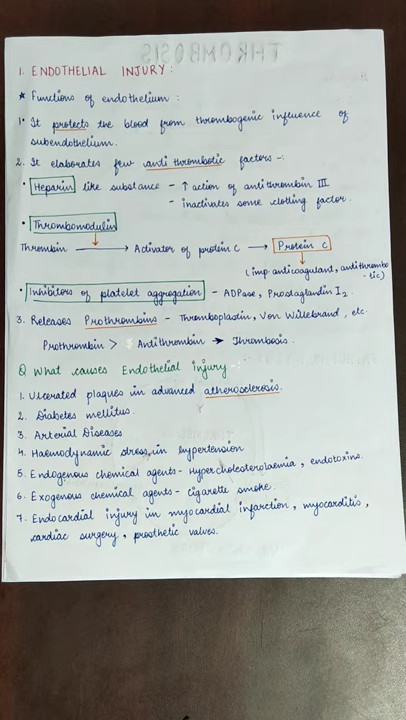 THROMBOSIS
1. ENDOTHELIAL INJURY:
★ Functions of endothelium:
1. It protects the blood from thrombogenic influence of
subendothelium.
2. It elaborates few anti thrombotic factors -:
• Heparin like substance - ↑ action of antithrombin III
- inactivates some clotting factor.
• Thrombomodulin
Thrombin → Activator of protein C → Protein C
(imp. anticoagulant, antithrombo
-tic)
• Inhibitors of platelet aggregation - ADPase, Prostaglandin I2.
3. Releases Prothrombins - Thromboplastin, Von Willebrand, etc.
Prothrombin > Antithrombin → Thrombosis.
Q What causes Endothelial injury -
1. Ulcerated plaques in advanced atherosclerosis.
2. Diabetes mellitus.
3. Arterial Diseases
4. Haemodynamic stress in hypertension
5. Endogenous chemical agents - Hypercholesterolaemia, endotoxins.
6. Exogenous chemical agents - Cigarette smoke.
7. Endocardial injury in myocardial infarction, myocarditis,
cardiac surgery, prosthetic valves.